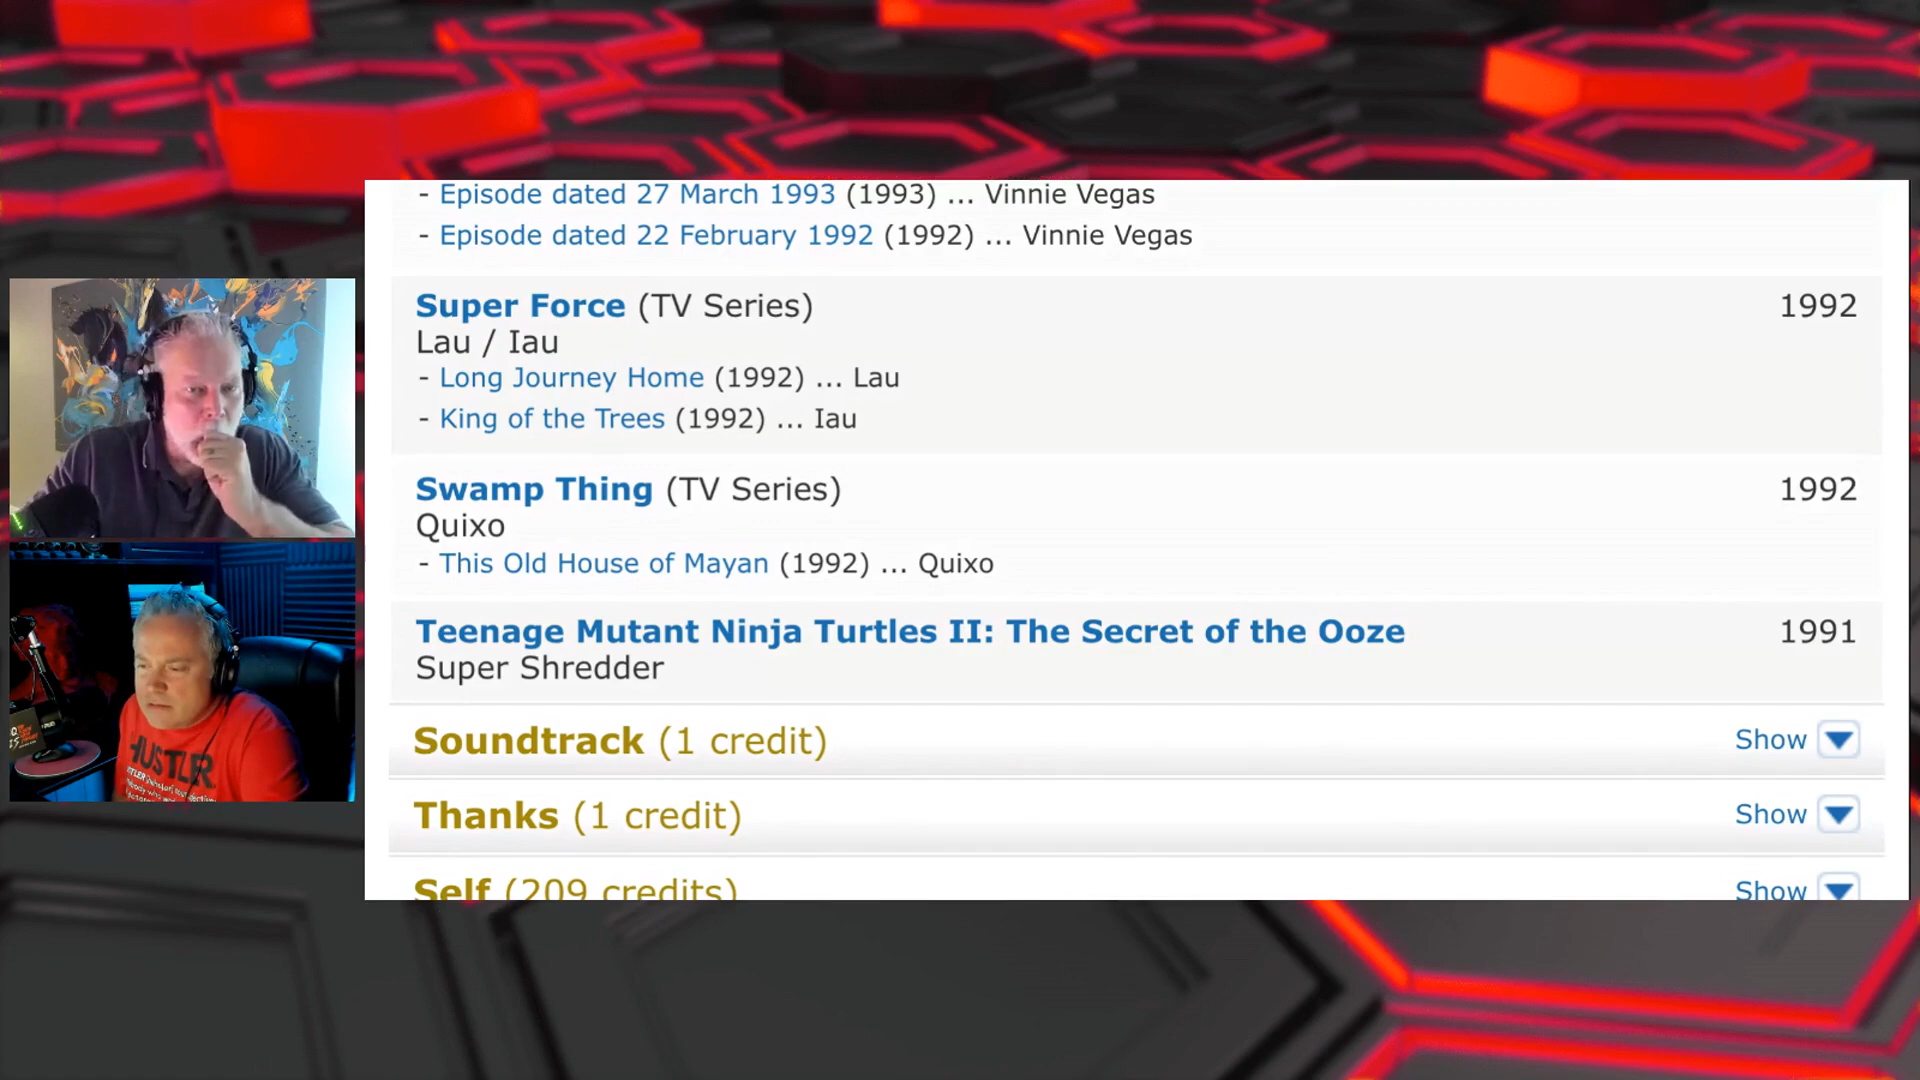 - Episode dated 27 March 1993 (1993) ... Vinnie Vegas
- Episode dated 22 February 1992 (1992) ... Vinnie Vegas
Super Force (TV Series) 1992
Lau / Iau
- Long Journey Home (1992) ... Lau
- King of the Trees (1992) ... Iau
Swamp Thing (TV Series) 1992
Quixo
- This Old House of Mayan (1992) ... Quixo
Teenage Mutant Ninja Turtles II: The Secret of the Ooze 1991
Super Shredder
Soundtrack (1 credit) Show
Thanks (1 credit) Show
Self (209 credits) Show
HUSTLER